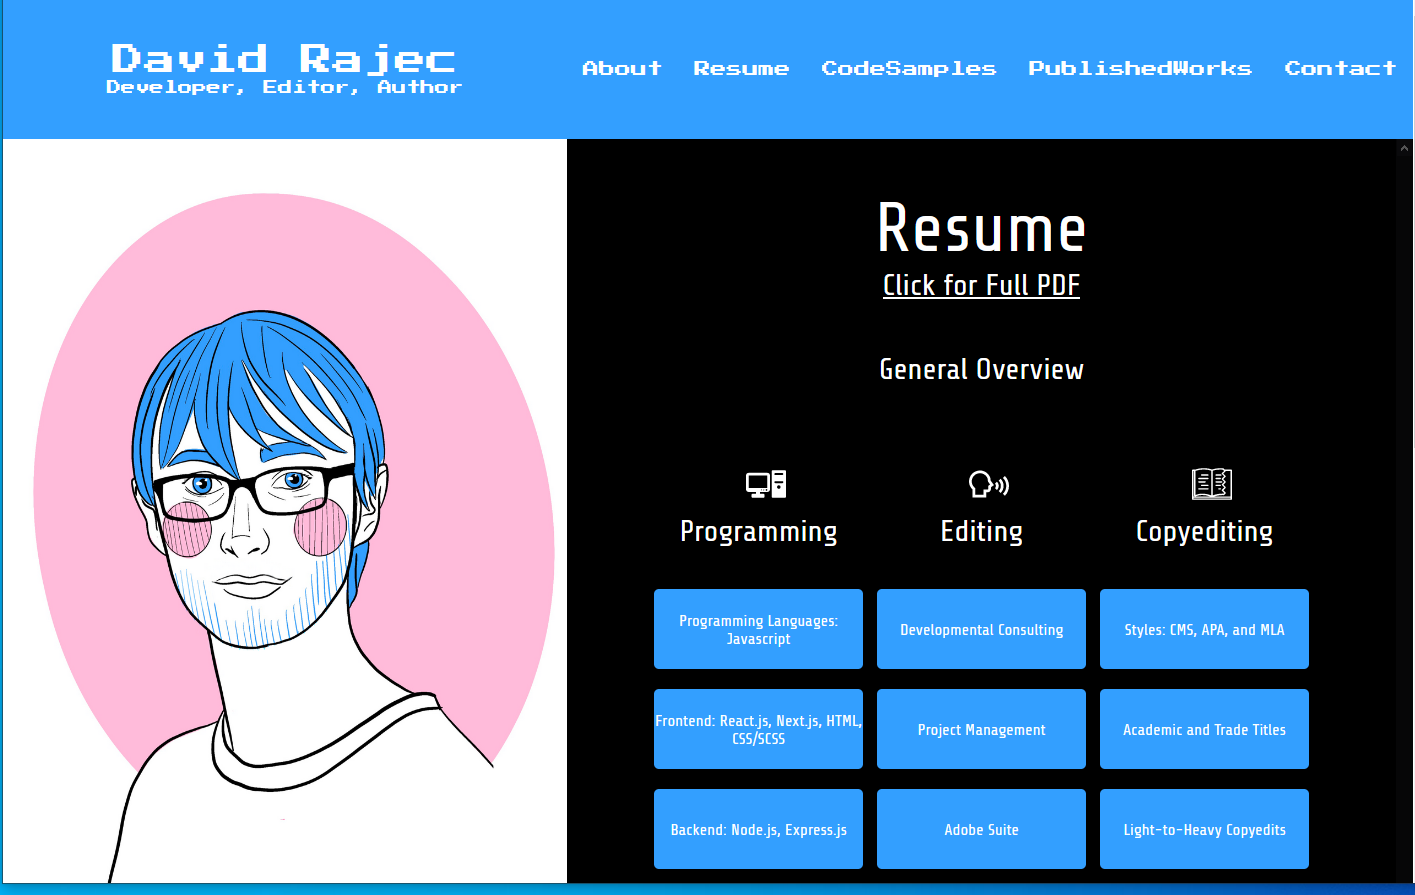 David Rajec
Developer, Editor, Author
About Resume CodeSamples PublishedWorks Contact
Resume
Click for Full PDF
General Overview
Programming
Editing
Copyediting
Programming Languages:
Javascript
Developmental Consulting
Styles: CMS, APA, and MLA
Frontend: React.js, Next.js, HTML,
CSS/SCSS
Project Management
Academic and Trade Titles
Backend: Node.js, Express.js
Adobe Suite
Light-to-Heavy Copyedits